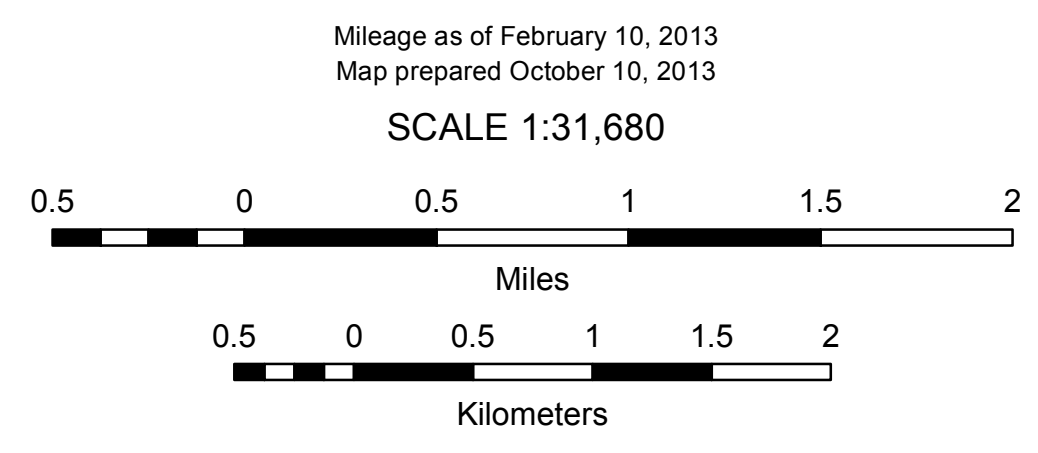 Mileage as of February 10, 2013
Map prepared October 10, 2013
SCALE 1:31,680
0.5 0 0.5 1 1.5 2
Miles
0.5 0 0.5 1 1.5 2
Kilometers